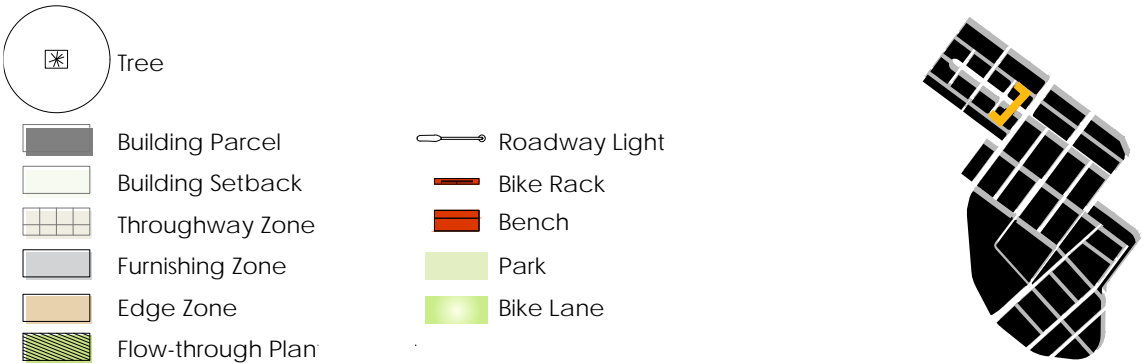 Tree
Building Parcel
Building Setback
Throughway Zone
Furnishing Zone
Edge Zone
Flow-through Plan
Roadway Light
Bike Rack
Bench
Park
Bike Lane